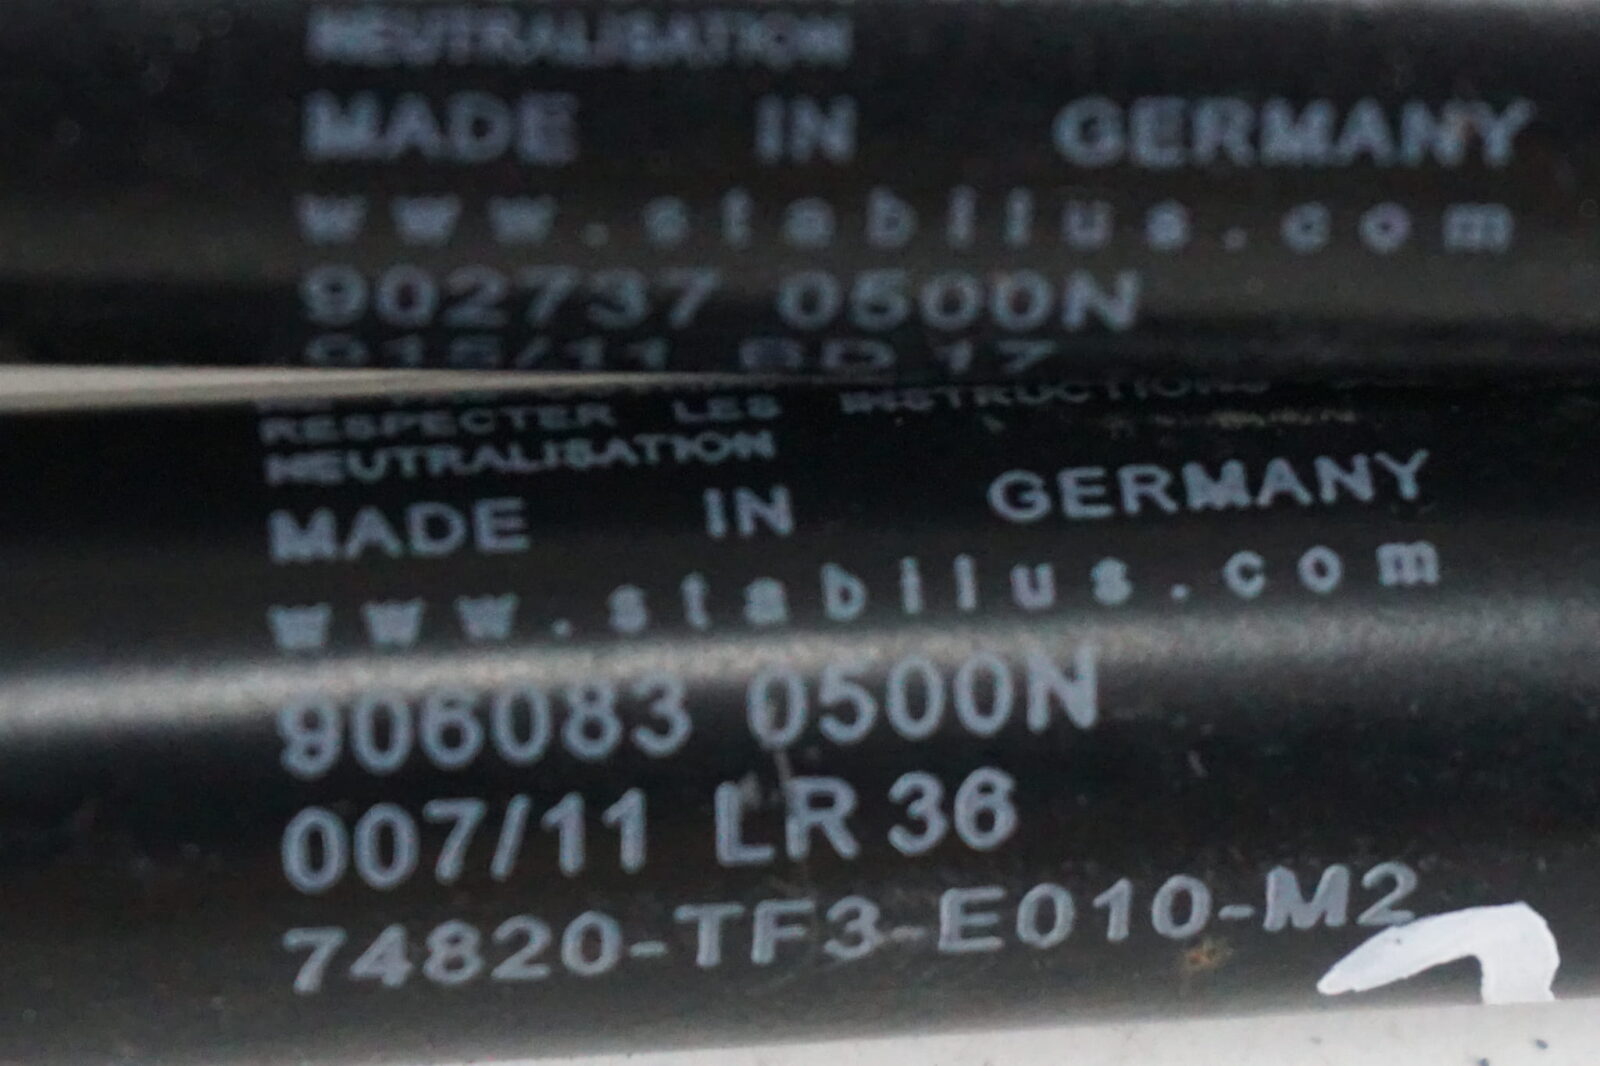 NEUTRALISATION
MADE IN GERMANY
www.stabilus.com
902737 0500N
RESPECTER LES INSTRUCTIONS
NEUTRALISATION
MADE IN GERMANY
www.stabilus.com
906083 0500N
007/11 LR 36
74820-TF3-E010-M2